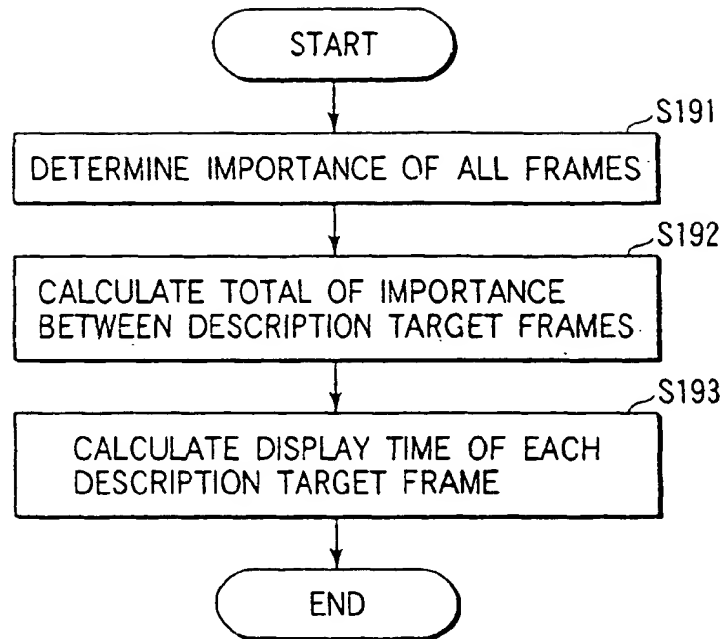 START
S191
DETERMINE IMPORTANCE OF ALL FRAMES
S192
CALCULATE TOTAL OF IMPORTANCE
BETWEEN DESCRIPTION TARGET FRAMES
S193
CALCULATE DISPLAY TIME OF EACH
DESCRIPTION TARGET FRAME
END